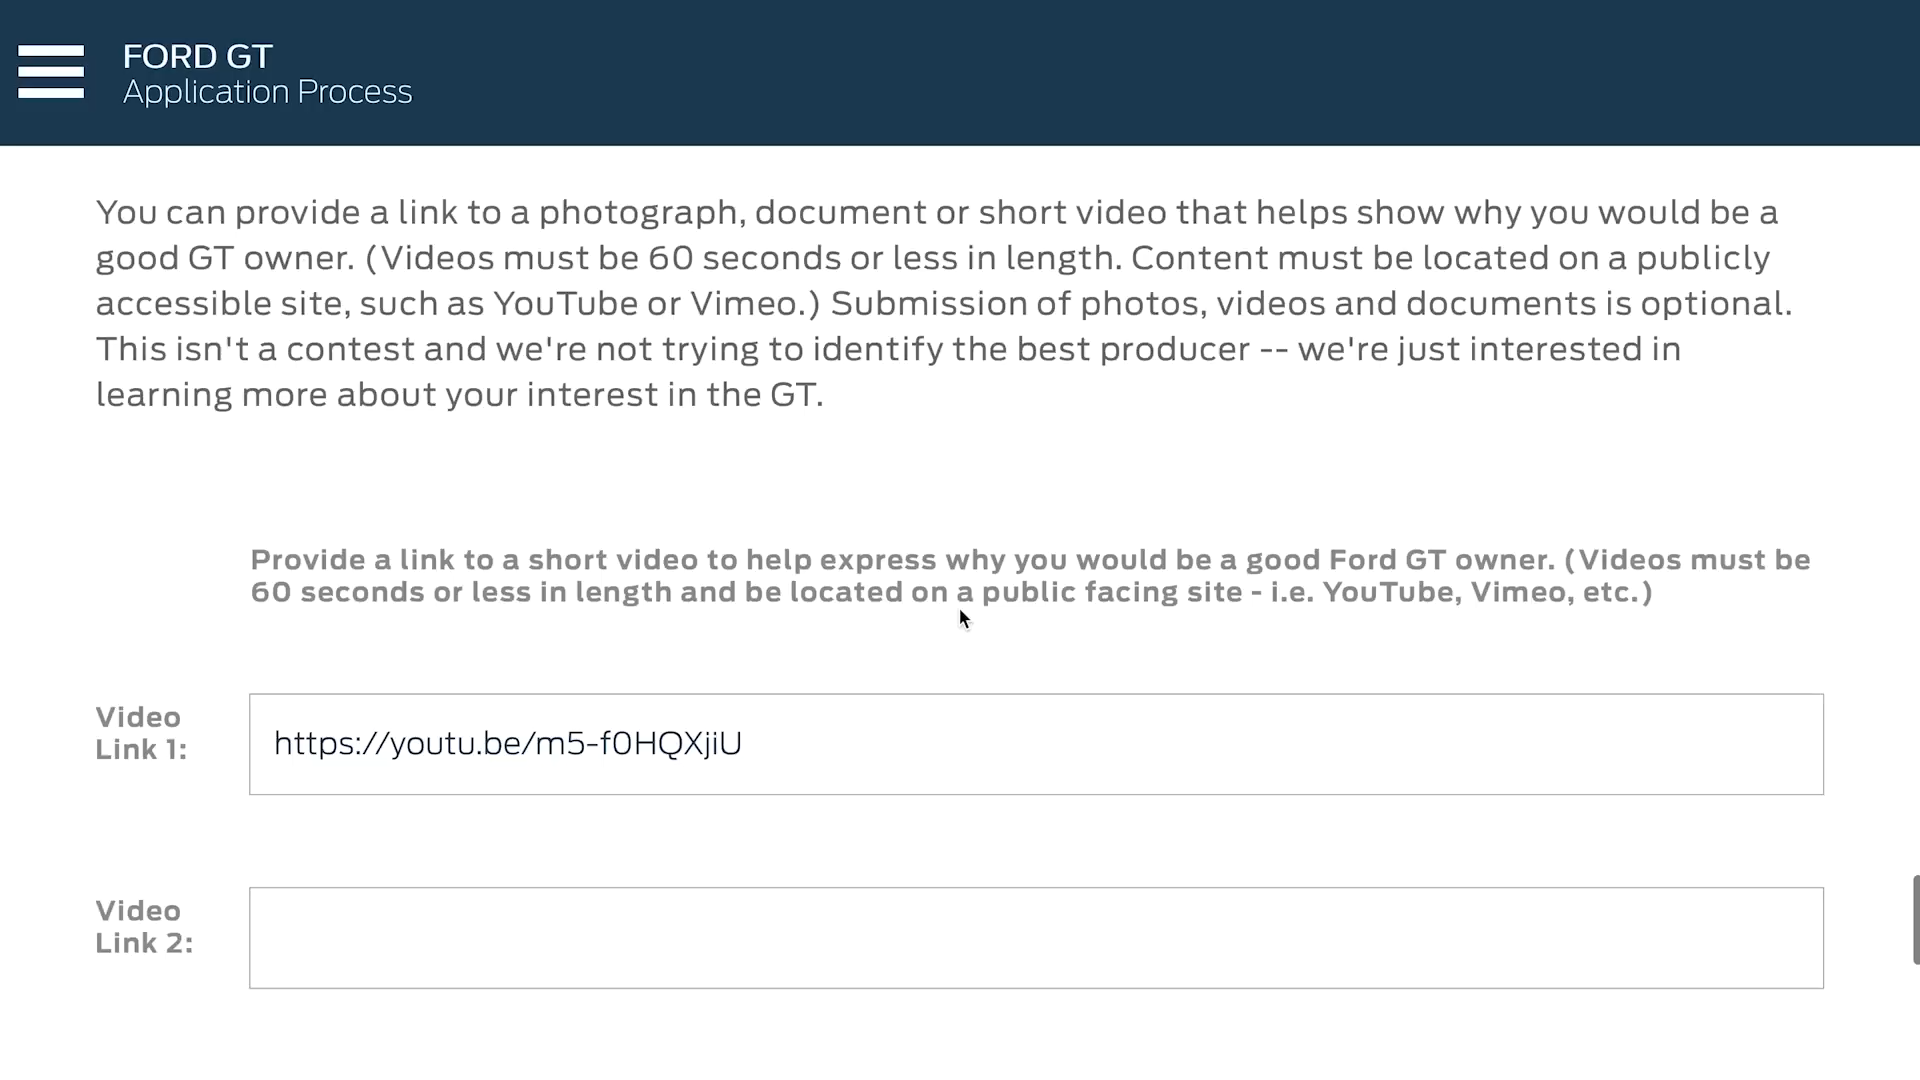 FORD GT
Application Process
You can provide a link to a photograph, document or short video that helps show why you would be a
good GT owner. (Videos must be 60 seconds or less in length. Content must be located on a publicly
accessible site, such as YouTube or Vimeo.) Submission of photos, videos and documents is optional.
This isn't a contest and we're not trying to identify the best producer -- we're just interested in
learning more about your interest in the GT.
Provide a link to a short video to help express why you would be a good Ford GT owner. (Videos must be
60 seconds or less in length and be located on a public facing site - i.e. YouTube, Vimeo, etc.)
Video
Link 1:
https://youtu.be/m5-f0HQXjiU
Video
Link 2: